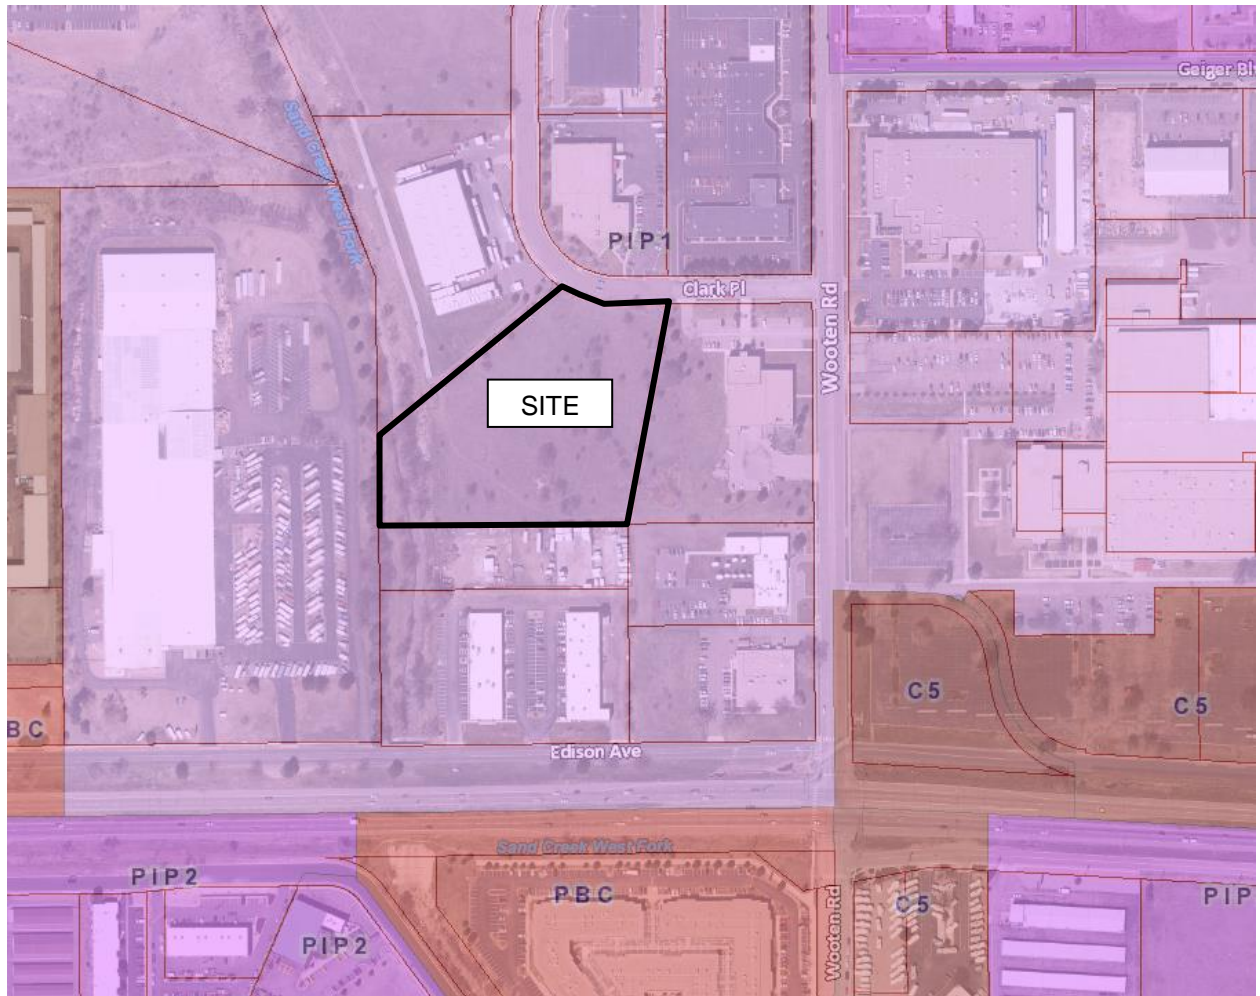 Geiger Bl
Sand Creek West Fork
PIP1
Clark Pl
Wooten Rd
SITE
C5
C5
BC
Edison Ave
Sand Creek West Fork
PIP2
PBC
C5
PIP
PIP2
Wooten Rd